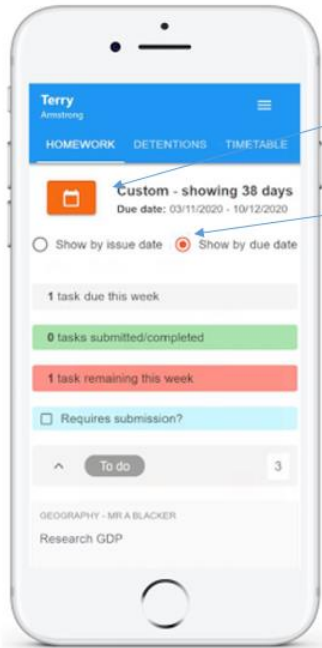 Terry
Armstrong
HOMEWORK DETENTIONS TIMETABLE
Custom - showing 38 days
Due date: 03/11/2020 - 10/12/2020
Show by issue date Show by due date
1 task due this week
0 tasks submitted/completed
1 task remaining this week
Requires submission?
To do 3
GEOGRAPHY - MR A BLACKER
Research GDP